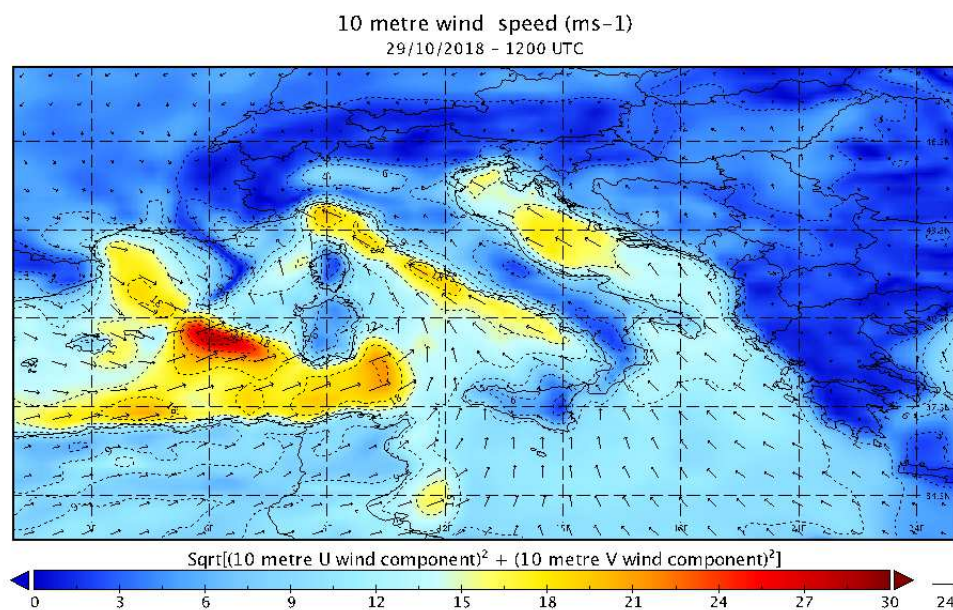 10 metre wind speed (ms-1)
29/10/2018 - 1200 UTC
Sqrt[(10 metre U wind component)² + (10 metre V wind component)²]
0 3 6 9 12 15 18 21 24 27 30
24